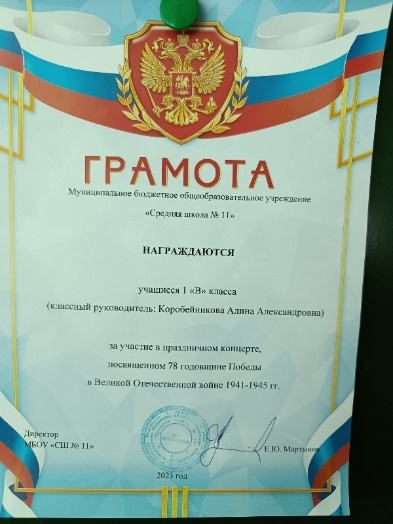 ГРАМОТА
Муниципальное бюджетное общеобразовательное учреждение
«Средняя школа № 11»
НАГРАЖДАЮТСЯ
учащиеся 1 «В» класса
(классный руководитель: Коробейникова Алина Александровна)
за участие в праздничном концерте,
посвященном 78 годовщине Победы
в Великой Отечественной войне 1941-1945 гг.
Директор
МБОУ «СШ № 11»
Е.Ю. Мартынов
2023 год